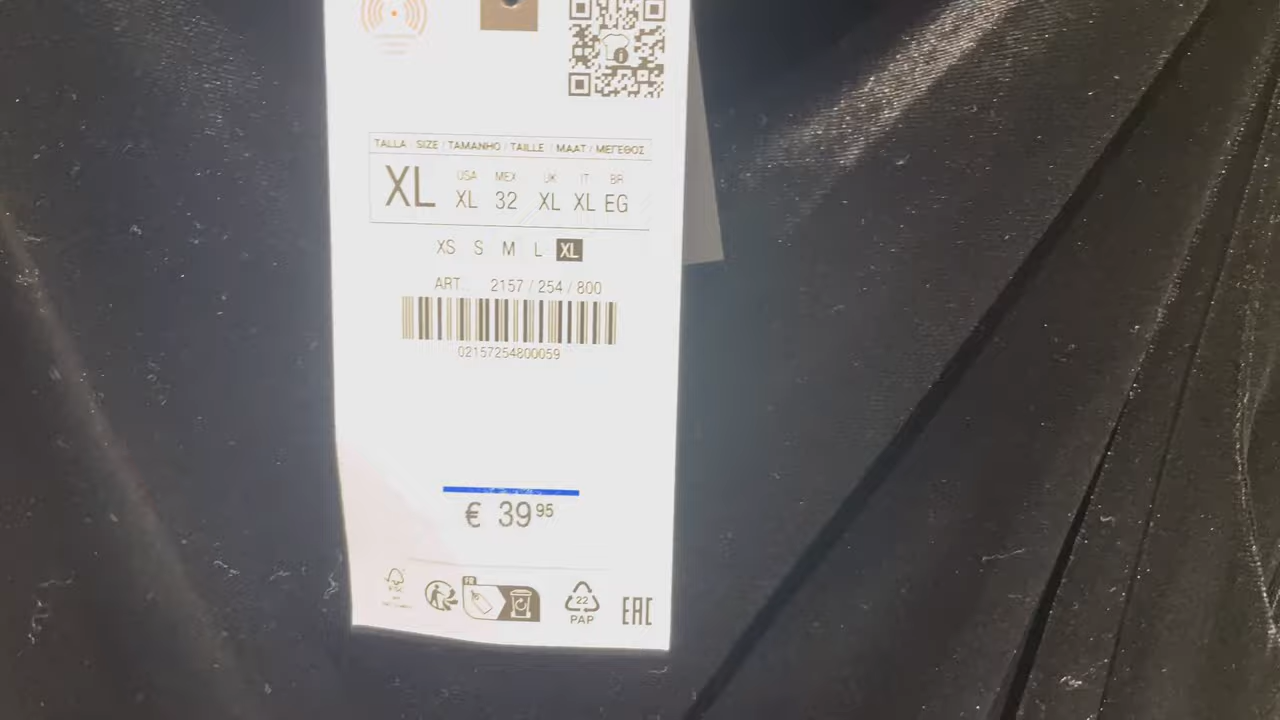 TALLA / SIZE / TAMANHO / TAILLE / MAAT / ΜΕΓΕΘΟΣ
USA MEX UK IT BR
XL XL 32 XL XL EG
XS S M L XL
ART. 2157 / 254 / 800
02157254800059
€ 39 95
FR
22
PAP
EAC